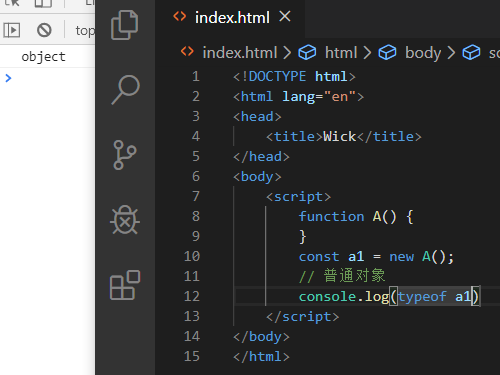 top
object
index.html
index.html > html > body > sc
1 <!DOCTYPE html>
2 <html lang="en">
3 <head>
4 <title>Wick</title>
5 </head>
6 <body>
7 <script>
8 function A() {
9 }
10 const a1 = new A();
11 // 普通对象
12 console.log(typeof a1)
13 </script>
14 </body>
15 </html>